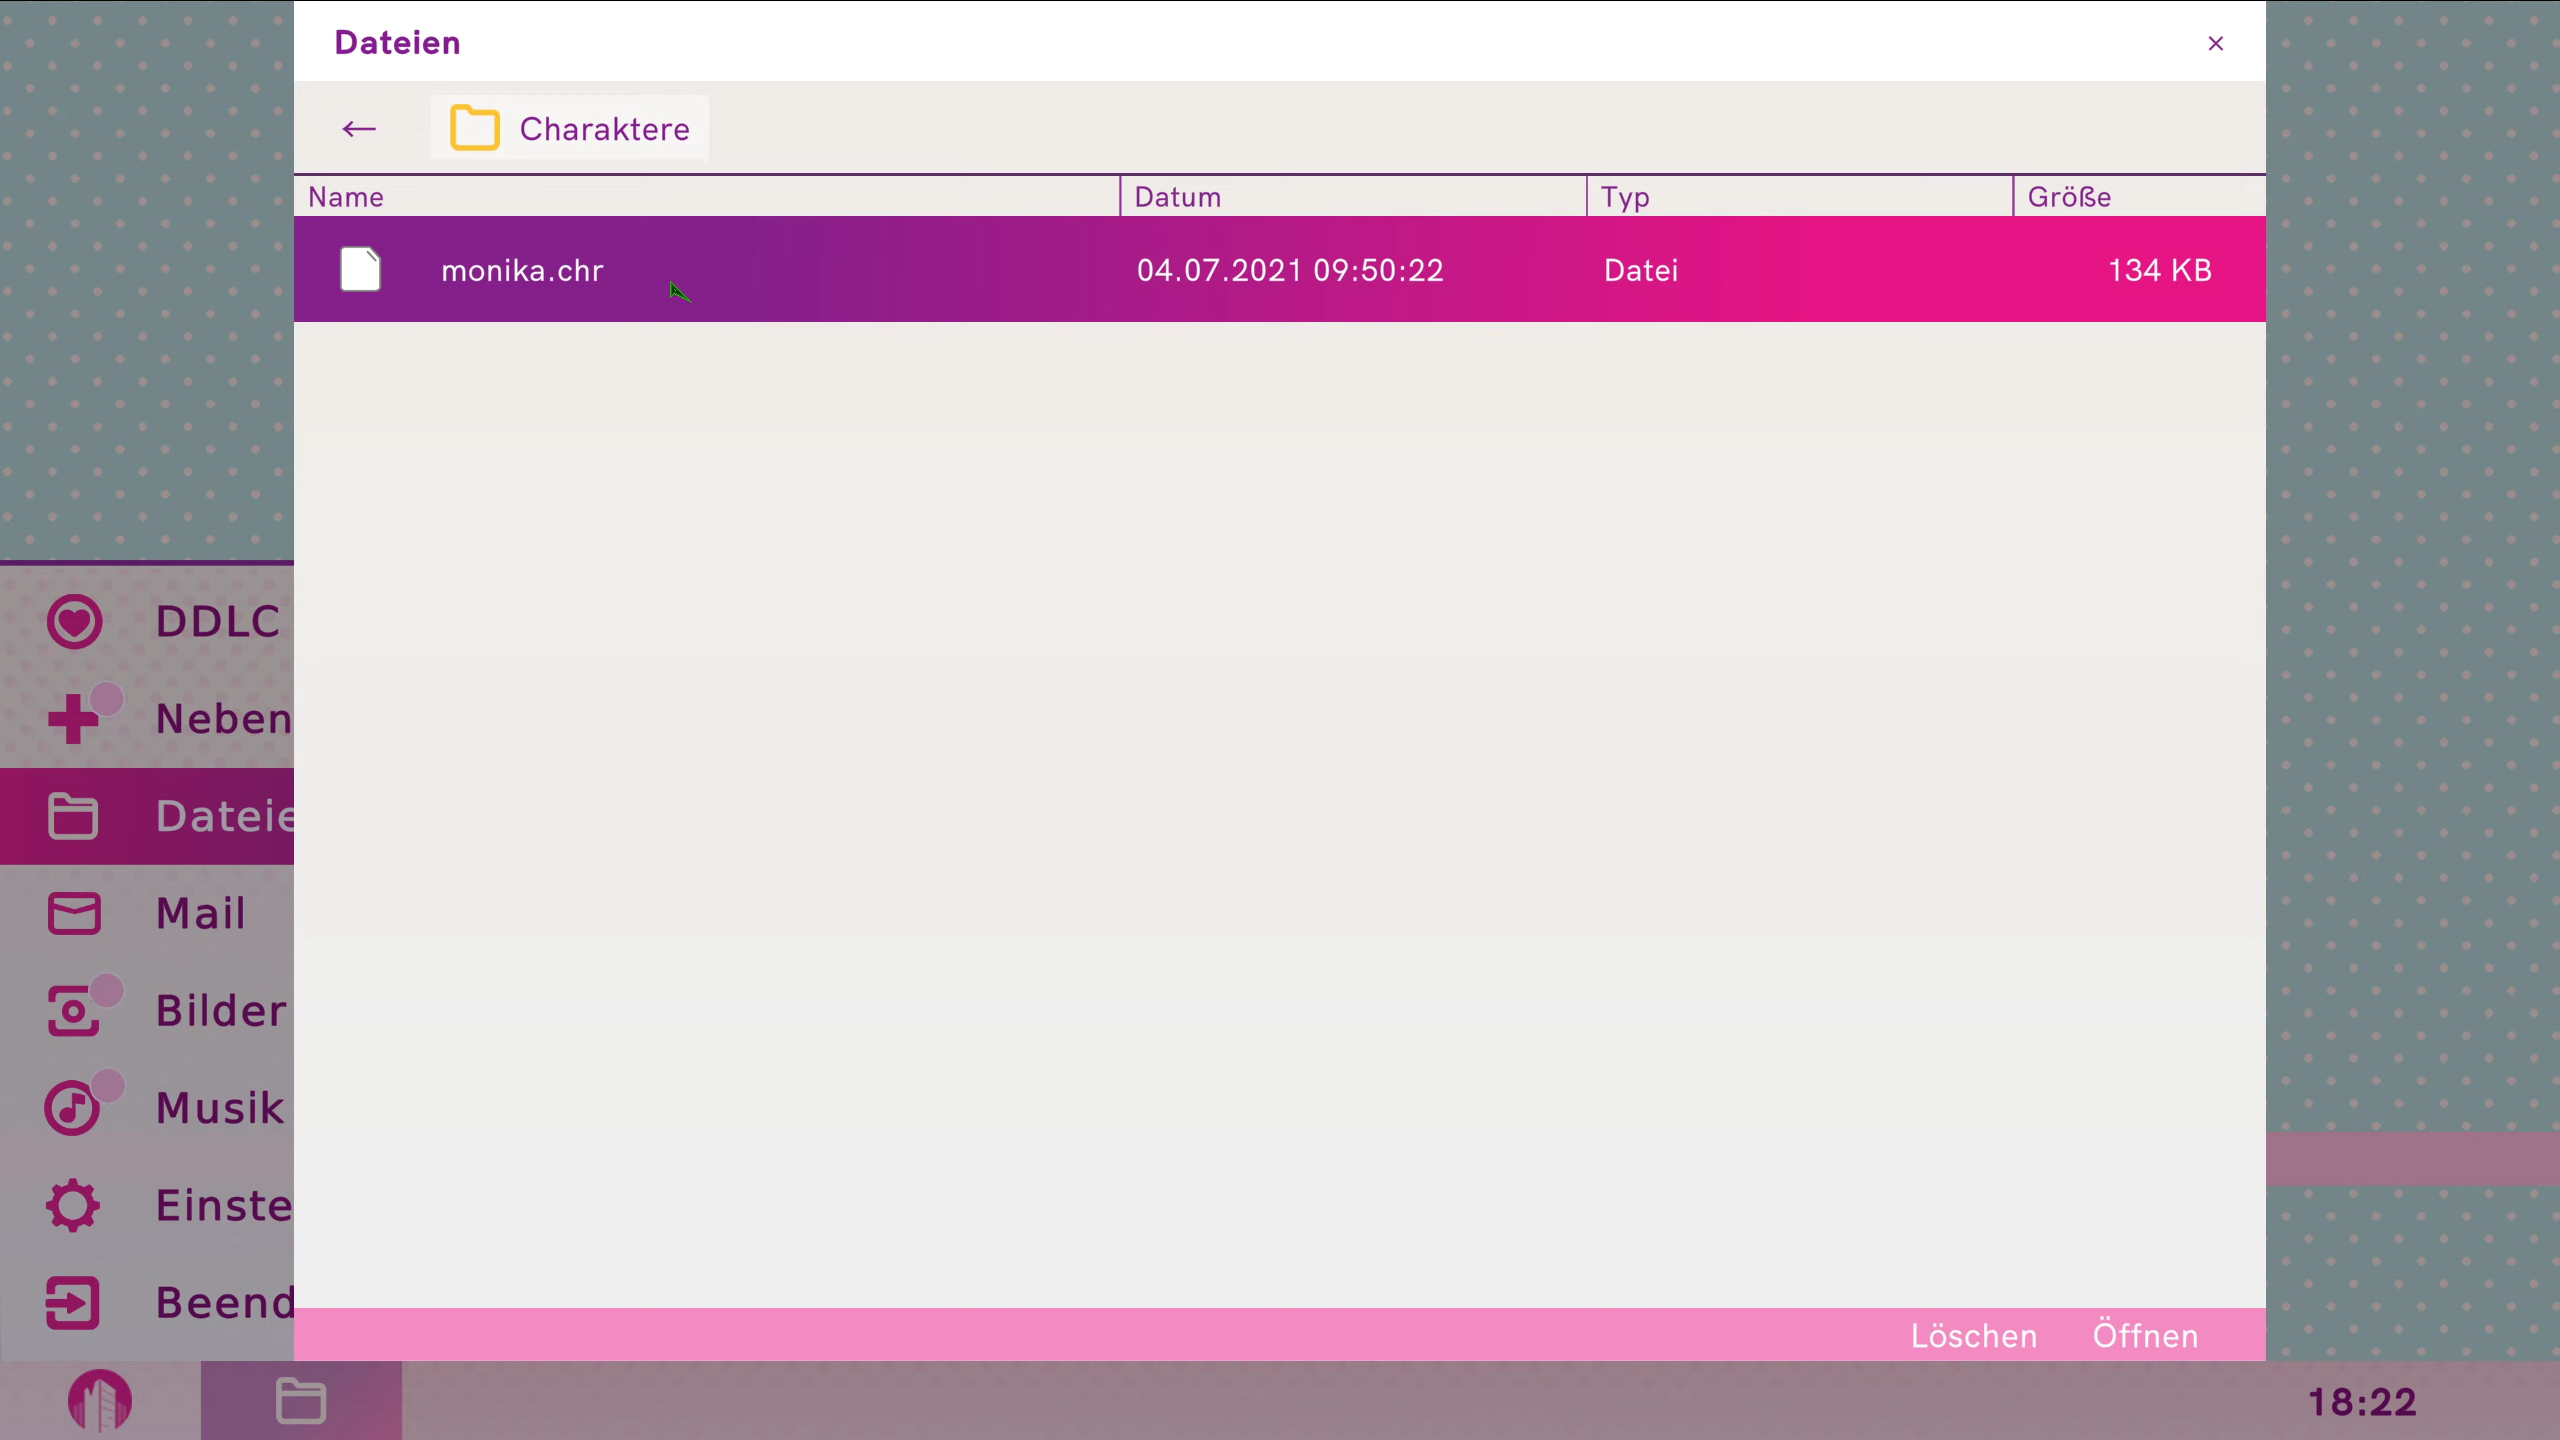 Dateien
Charaktere
Name Datum Typ Größe
monika.chr 04.07.2021 09:50:22 Datei 134 KB
DDLC
Neben
Dateie
Mail
Bilder
Musik
Einste
Beend
Löschen Öffnen
18:22